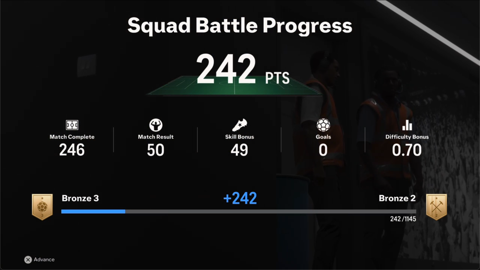 Squad Battle Progress
242 PTS
Match Complete
246
Match Result
50
Skill Bonus
49
Goals
0
Difficulty Bonus
0.70
Bronze 3
+242
Bronze 2
242 /1145
Advance